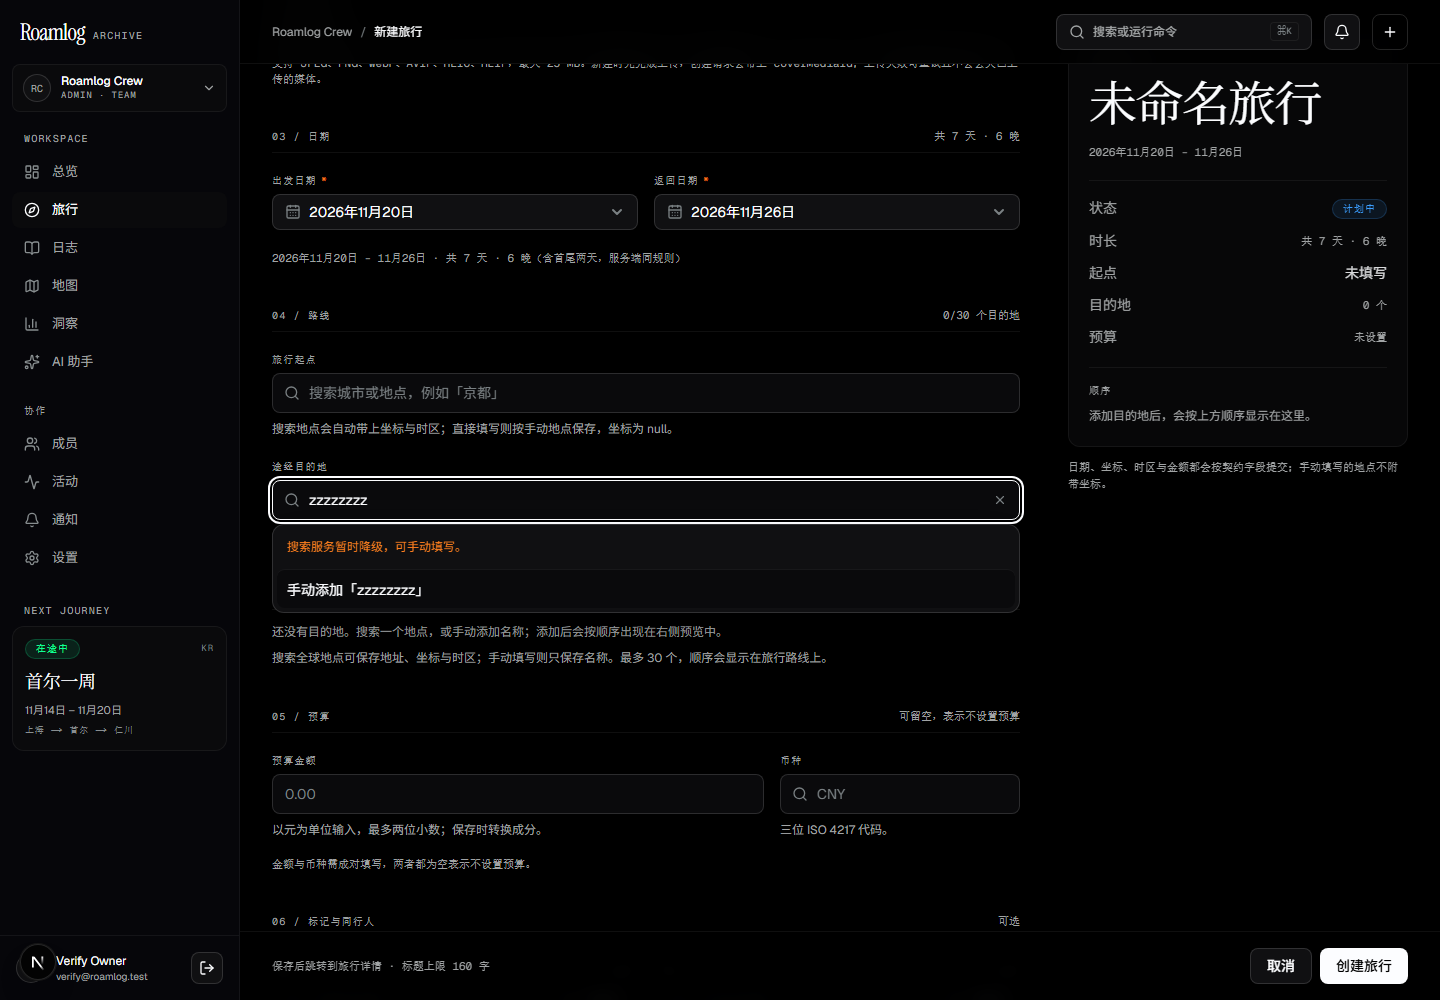 Roamlog ARCHIVE
RC
Roamlog Crew
ADMIN · TEAM
WORKSPACE
总览
旅行
日志
地图
洞察
AI 助手
协作
成员
活动
通知
设置
NEXT JOURNEY
在途中
KR
首尔一周
11月14日 – 11月20日
上海 → 首尔 → 仁川
N
Verify Owner
verify@roamlog.test
Roamlog Crew / 新建旅行
搜索或运行命令
⌘K
传的媒体。
03 / 日期
共 7 天 · 6 晚
出发日期 *
返回日期 *
2026年11月20日
2026年11月26日
2026年11月20日 – 11月26日 · 共 7 天 · 6 晚（含首尾两天，服务端同规则）
04 / 路线
0/30 个目的地
旅行起点
搜索城市或地点，例如「京都」
搜索地点会自动带上坐标与时区；直接填写则按手动地点保存，坐标为 null。
途经目的地
zzzzzzzz
搜索服务暂时降级，可手动填写。
手动添加「zzzzzzzz」
还没有目的地。搜索一个地点，或手动添加名称；添加后会按顺序出现在右侧预览中。
搜索全球地点可保存地址、坐标与时区；手动填写则只保存名称。最多 30 个，顺序会显示在旅行路线上。
05 / 预算
可留空，表示不设置预算
预算金额
币种
0.00
CNY
以元为单位输入，最多两位小数；保存时转换成分。
三位 ISO 4217 代码。
金额与币种需成对填写，两者都为空表示不设置预算。
06 / 标记与同行人
可选
保存后跳转到旅行详情 · 标题上限 160 字
取消
创建旅行
未命名旅行
2026年11月20日 – 11月26日
状态
计划中
时长
共 7 天 · 6 晚
起点
未填写
目的地
0 个
预算
未设置
顺序
添加目的地后，会按上方顺序显示在这里。
日期、坐标、时区与金额都会按契约字段提交；手动填写的地点不附
带坐标。